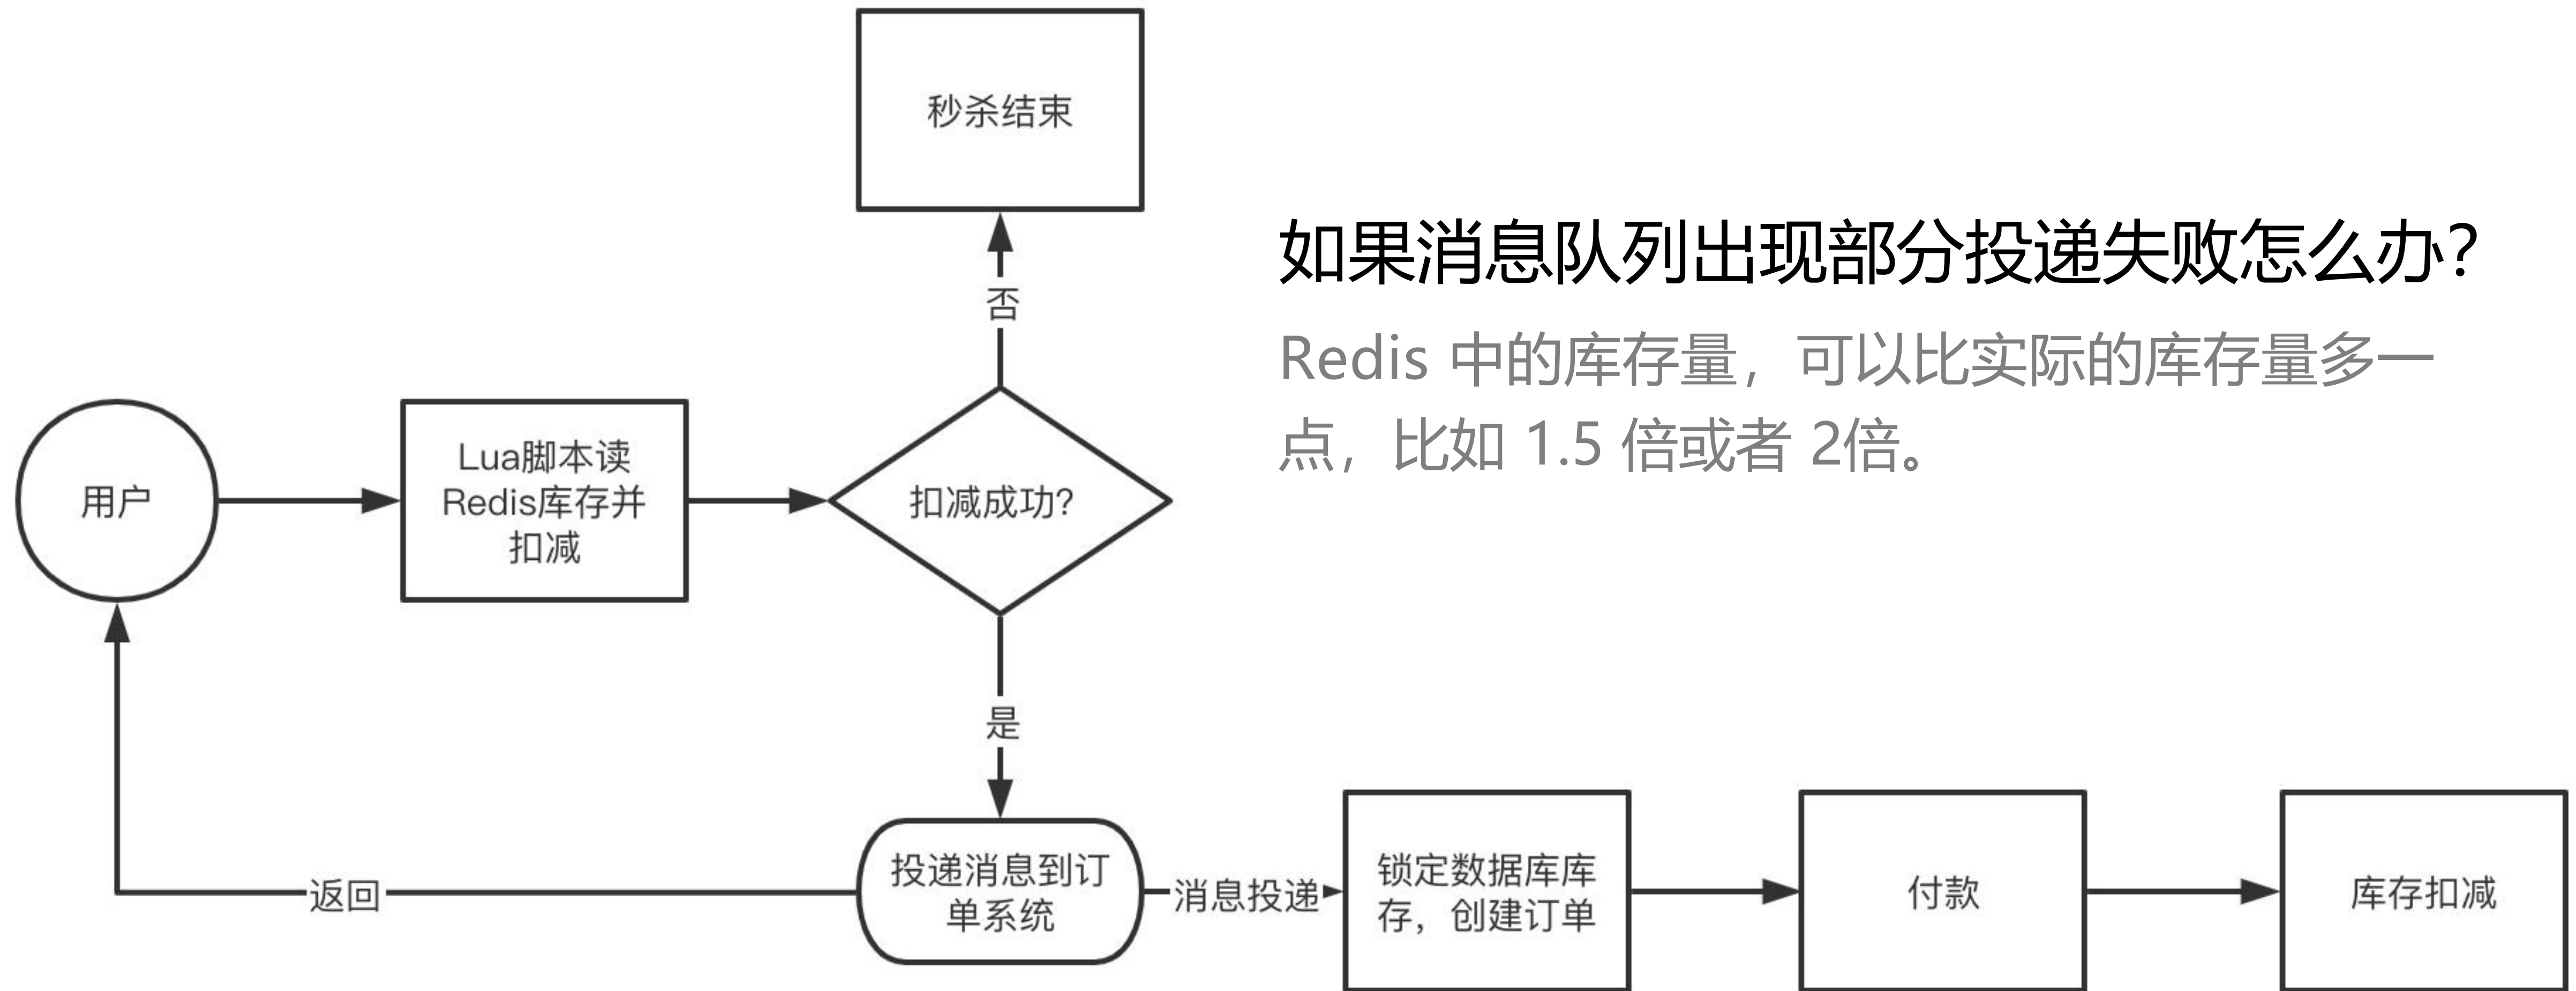 秒杀结束
如果消息队列出现部分投递失败怎么办?
否
Redis 中的库存量，可以比实际的库存量多一
点，比如 1.5 倍或者 2倍。
用户
Lua脚本读
Redis库存并
扣减
扣减成功?
是
返回
投递消息到订
单系统
消息投递
锁定数据库库
存，创建订单
付款
库存扣减